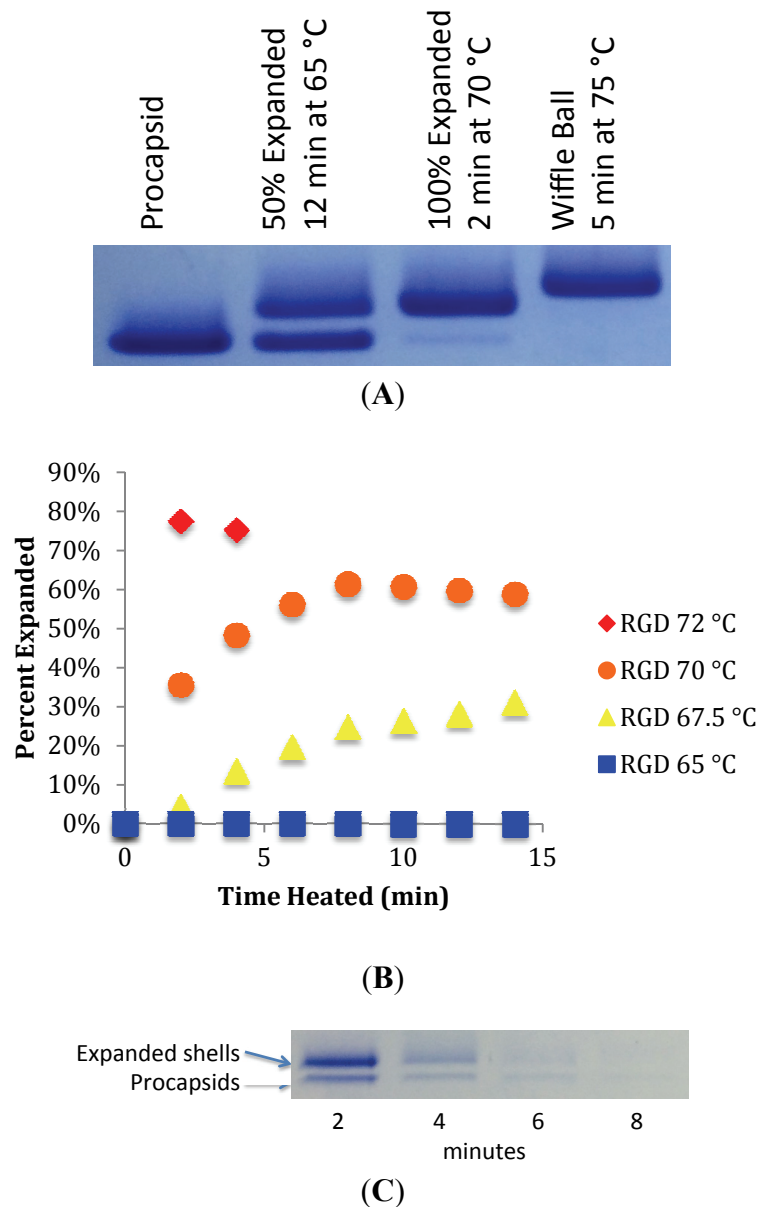 Procapsid
50% Expanded
12 min at 65 °C
100% Expanded
2 min at 70 °C
Wiffle Ball
5 min at 75 °C
(A)
90%
80%
70%
60%
50%
40%
30%
20%
10%
0%
Percent Expanded
0 5 10 15
Time Heated (min)
RGD 72 °C
RGD 70 °C
RGD 67.5 °C
RGD 65 °C
(B)
Expanded shells
Procapsids
2 4 6 8
minutes
(C)